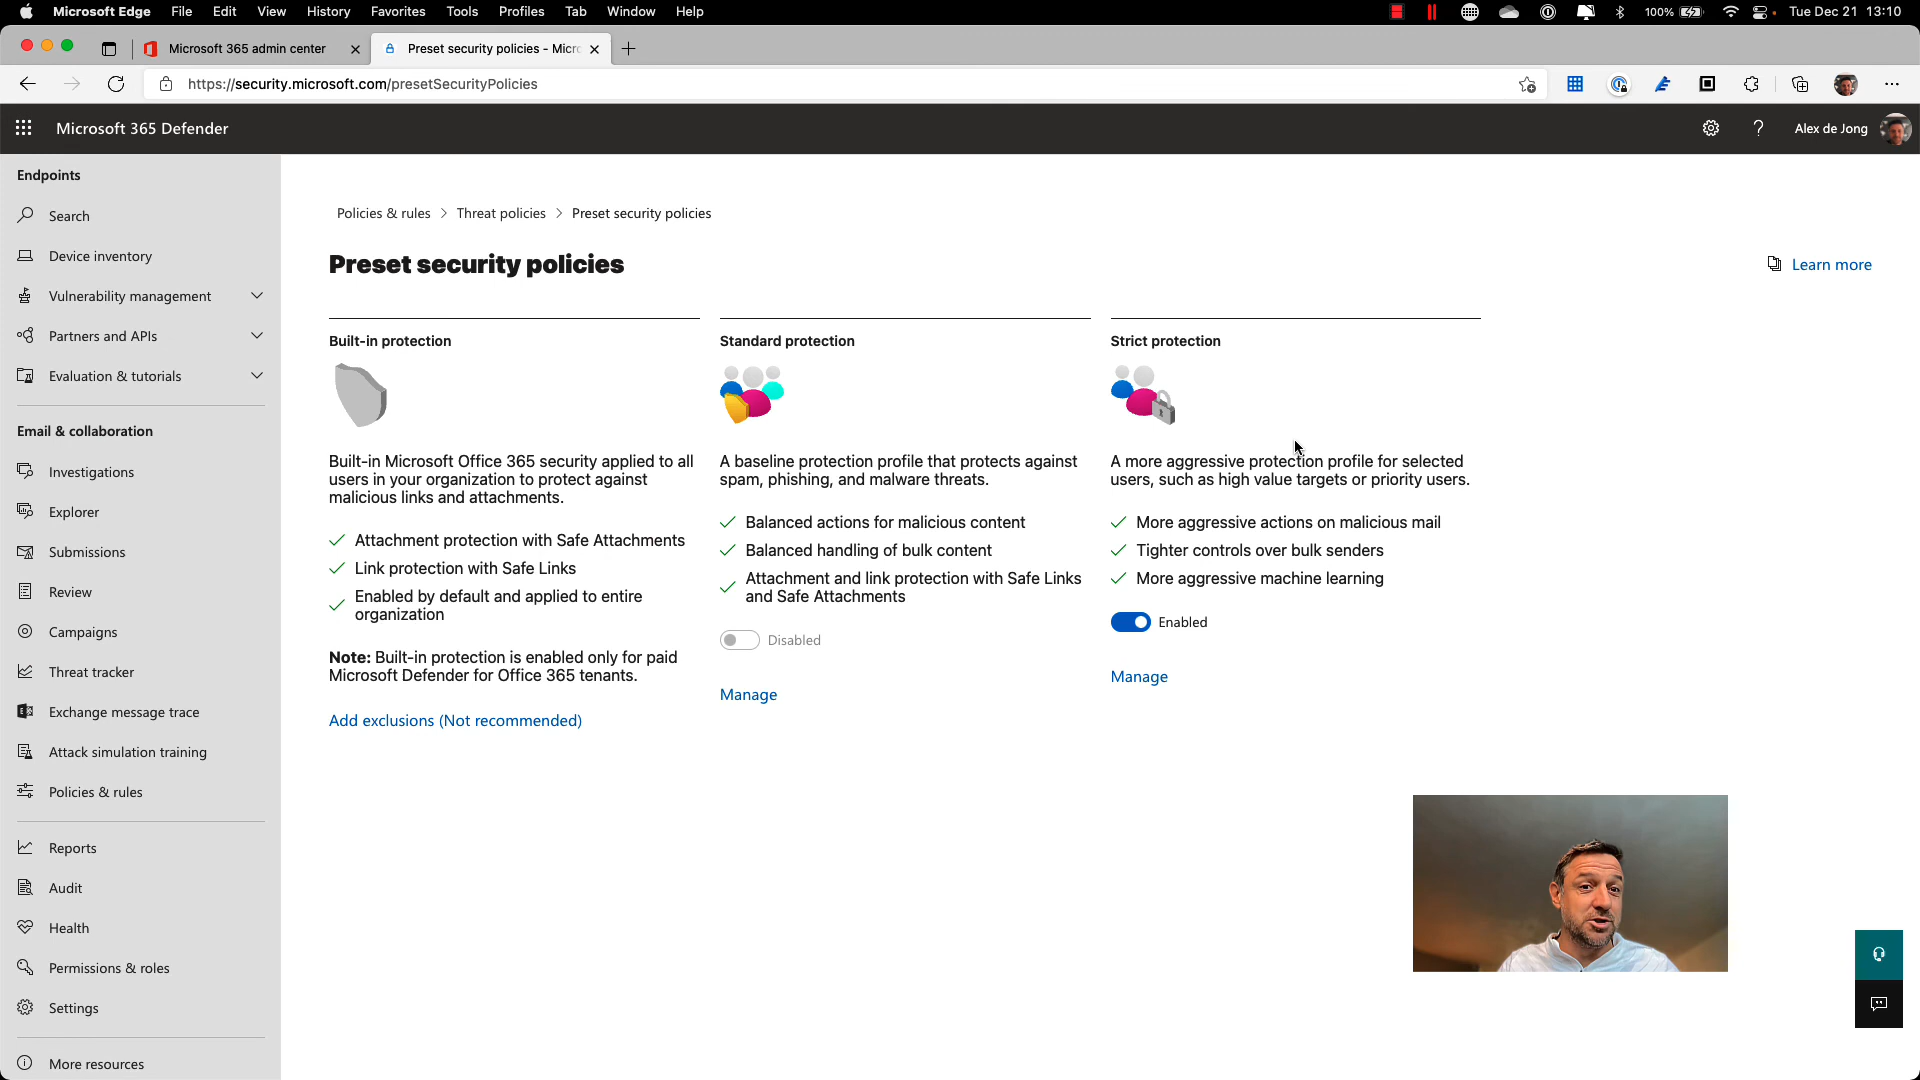 Microsoft Edge File Edit View History Favorites Tools Profiles Tab Window Help
100% Tue Dec 21 13:10
Microsoft 365 admin center
Preset security policies - Micr
https://security.microsoft.com/presetSecurityPolicies
Microsoft 365 Defender
Alex de Jong
Endpoints
Search
Device inventory
Vulnerability management
Partners and APIs
Evaluation & tutorials
Email & collaboration
Investigations
Explorer
Submissions
Review
Campaigns
Threat tracker
Exchange message trace
Attack simulation training
Policies & rules
Reports
Audit
Health
Permissions & roles
Settings
More resources
Policies & rules > Threat policies > Preset security policies
Preset security policies
Learn more
Built-in protection
Built-in Microsoft Office 365 security applied to all
users in your organization to protect against
malicious links and attachments.
Attachment protection with Safe Attachments
Link protection with Safe Links
Enabled by default and applied to entire
organization
Note: Built-in protection is enabled only for paid
Microsoft Defender for Office 365 tenants.
Add exclusions (Not recommended)
Standard protection
A baseline protection profile that protects against
spam, phishing, and malware threats.
Balanced actions for malicious content
Balanced handling of bulk content
Attachment and link protection with Safe Links
and Safe Attachments
Disabled
Manage
Strict protection
A more aggressive protection profile for selected
users, such as high value targets or priority users.
More aggressive actions on malicious mail
Tighter controls over bulk senders
More aggressive machine learning
Enabled
Manage